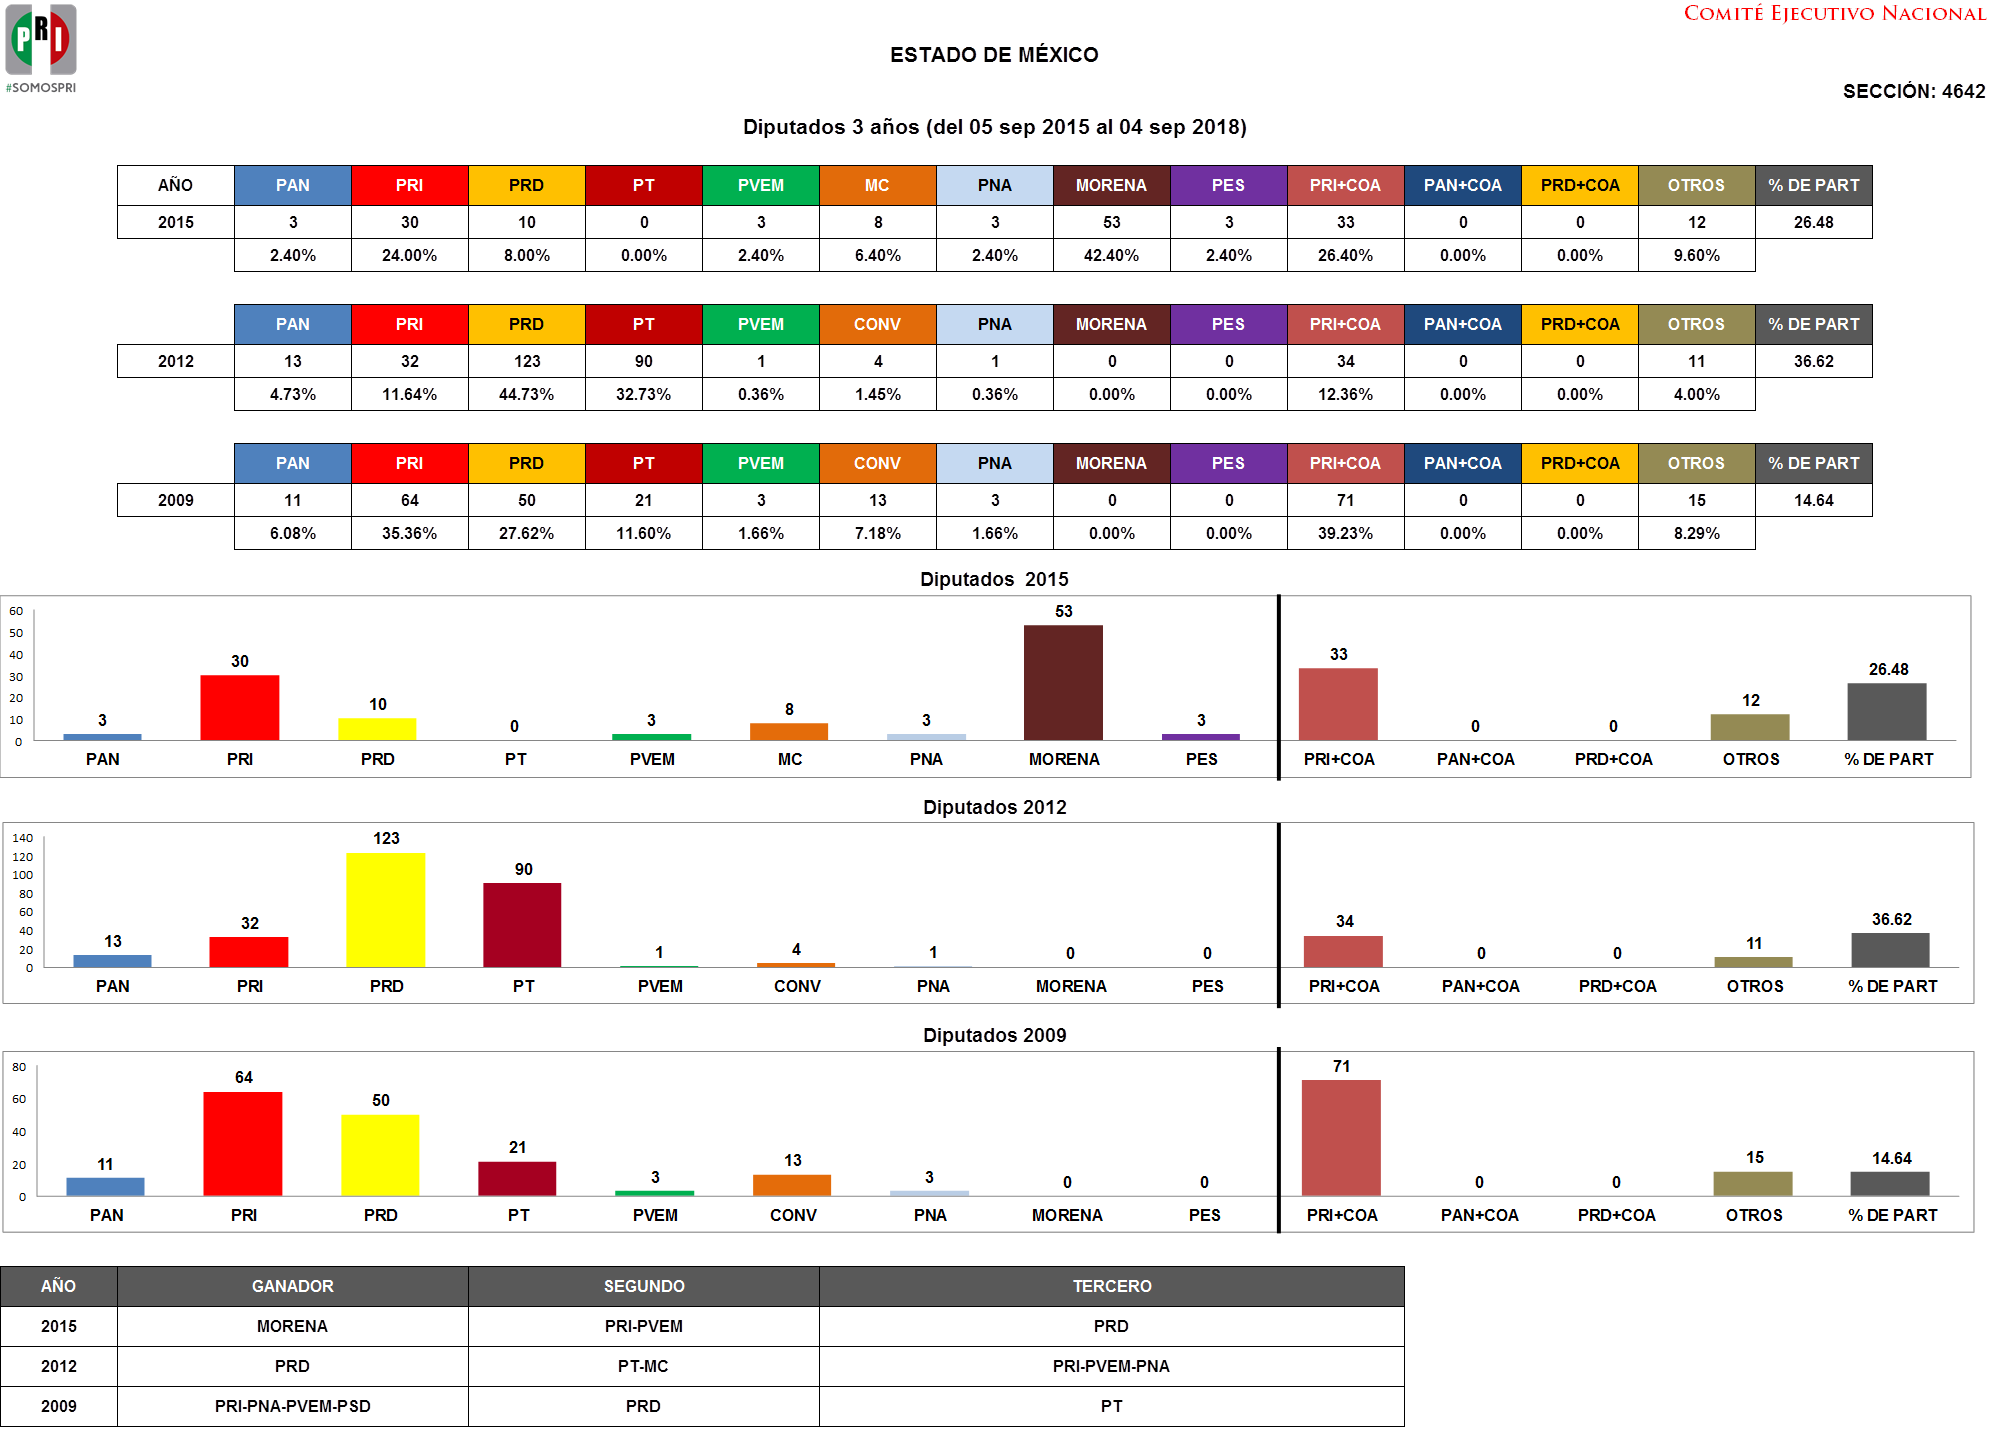 PRI
#SOMOSPRI
COMITÉ EJECUTIVO NACIONAL
ESTADO DE MÉXICO
SECCIÓN: 4642
Diputados 3 años (del 05 sep 2015 al 04 sep 2018)
AÑO PAN PRI PRD PT PVEM MC PNA MORENA PES PRI+COA PAN+COA PRD+COA OTROS % DE PART
2015 3 30 10 0 3 8 3 53 3 33 0 0 12 26.48
2.40% 24.00% 8.00% 0.00% 2.40% 6.40% 2.40% 42.40% 2.40% 26.40% 0.00% 0.00% 9.60%
PAN PRI PRD PT PVEM CONV PNA MORENA PES PRI+COA PAN+COA PRD+COA OTROS % DE PART
2012 13 32 123 90 1 4 1 0 0 34 0 0 11 36.62
4.73% 11.64% 44.73% 32.73% 0.36% 1.45% 0.36% 0.00% 0.00% 12.36% 0.00% 0.00% 4.00%
PAN PRI PRD PT PVEM CONV PNA MORENA PES PRI+COA PAN+COA PRD+COA OTROS % DE PART
2009 11 64 50 21 3 13 3 0 0 71 0 0 15 14.64
6.08% 35.36% 27.62% 11.60% 1.66% 7.18% 1.66% 0.00% 0.00% 39.23% 0.00% 0.00% 8.29%
Diputados 2015
60
50
40
30
20
10
0
3 30 10 0 3 8 3 53 3 33 0 0 12 26.48
PAN PRI PRD PT PVEM MC PNA MORENA PES PRI+COA PAN+COA PRD+COA OTROS % DE PART
Diputados 2012
140
120
100
80
60
40
20
0
13 32 123 90 1 4 1 0 0 34 0 0 11 36.62
PAN PRI PRD PT PVEM CONV PNA MORENA PES PRI+COA PAN+COA PRD+COA OTROS % DE PART
Diputados 2009
80
60
40
20
0
11 64 50 21 3 13 3 0 0 71 0 0 15 14.64
PAN PRI PRD PT PVEM CONV PNA MORENA PES PRI+COA PAN+COA PRD+COA OTROS % DE PART
AÑO GANADOR SEGUNDO TERCERO
2015 MORENA PRI-PVEM PRD
2012 PRD PT-MC PRI-PVEM-PNA
2009 PRI-PNA-PVEM-PSD PRD PT